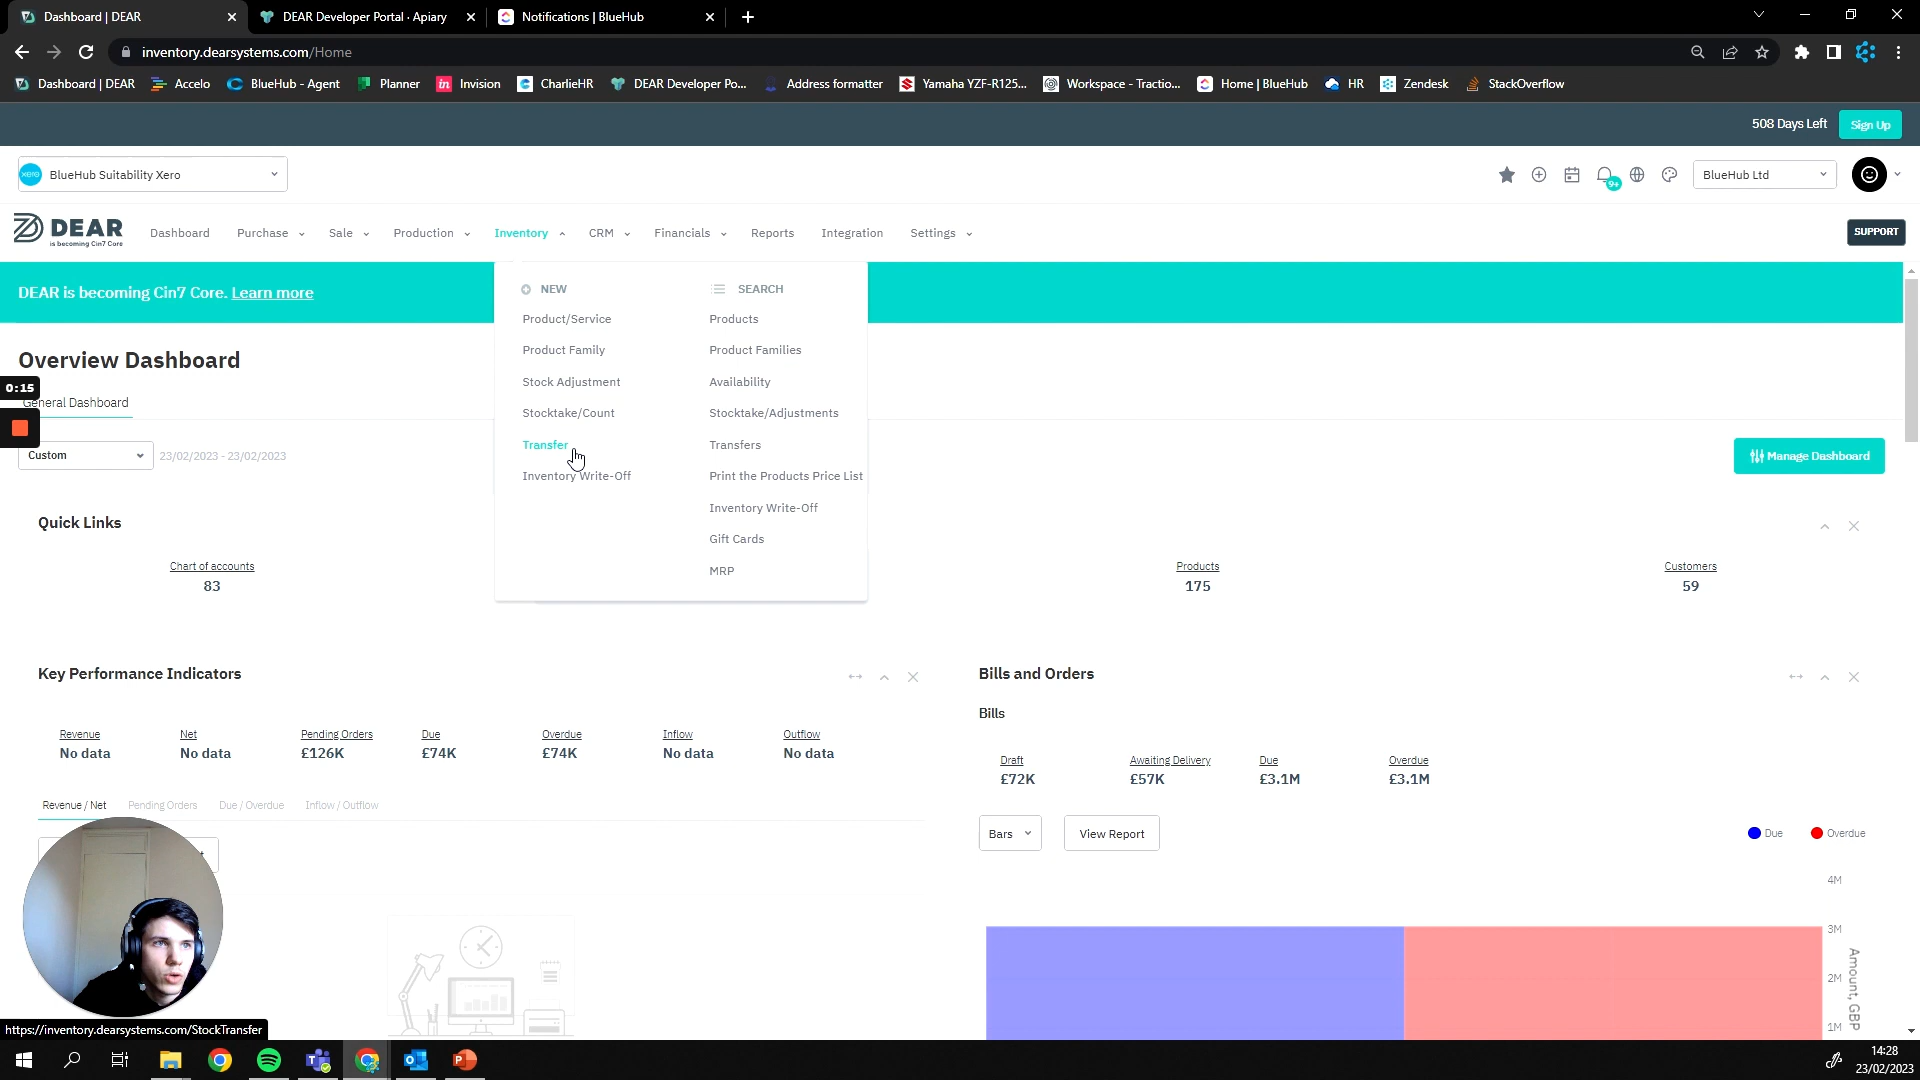 Dashboard | DEAR
DEAR Developer Portal · Apiary
Notifications | BlueHub
inventory.dearsystems.com/Home
Dashboard | DEAR
Accelo
BlueHub - Agent
Planner
in
Invision
CharlieHR
DEAR Developer Po...
Address formatter
Yamaha YZF-R125...
Workspace - Tractio...
Home | BlueHub
HR
Zendesk
StackOverflow
508 Days Left
Sign Up
xero
BlueHub Suitability Xero
9+
BlueHub Ltd
DEAR
is becoming Cin7 Core
Dashboard
Purchase
Sale
Production
Inventory
CRM
Financials
Reports
Integration
Settings
SUPPORT
DEAR is becoming Cin7 Core. Learn more
NEW
Product/Service
Product Family
Stock Adjustment
Stocktake/Count
Transfer
Inventory Write-Off
SEARCH
Products
Product Families
Availability
Stocktake/Adjustments
Transfers
Print the Products Price List
Inventory Write-Off
Gift Cards
MRP
Overview Dashboard
0:15
General Dashboard
Custom
23/02/2023 - 23/02/2023
Manage Dashboard
Quick Links
Chart of accounts
83
Products
175
Customers
59
Key Performance Indicators
Revenue
No data
Net
No data
Pending Orders
£126K
Due
£74K
Overdue
£74K
Inflow
No data
Outflow
No data
Revenue / Net
Pending Orders
Due / Overdue
Inflow / Outflow
Bills and Orders
Bills
Draft
£72K
Awaiting Delivery
£57K
Due
£3.1M
Overdue
£3.1M
Bars
View Report
Due
Overdue
4M
3M
2M
1M
Amount, GBP
https://inventory.dearsystems.com/StockTransfer
14:28
23/02/2023